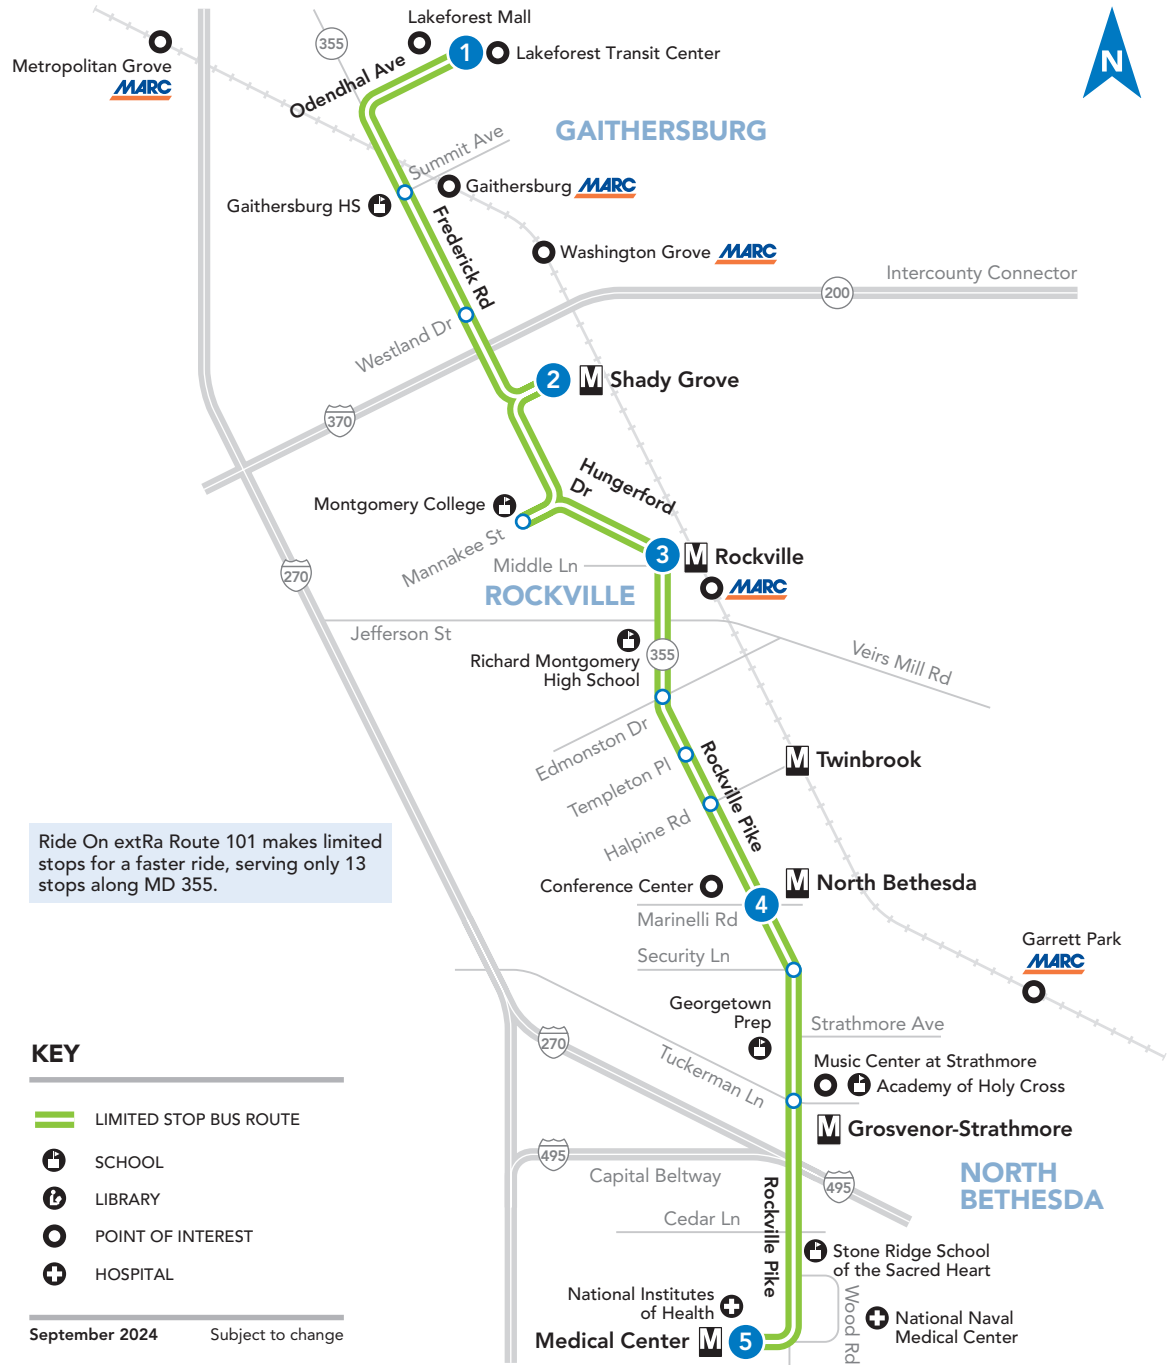 Lakeforest Mall
355
1
Lakeforest Transit Center
Metropolitan Grove
MARC
Odendhal Ave
N
GAITHERSBURG
Summit Ave
Gaithersburg MARC
Gaithersburg HS
Frederick Rd
Washington Grove MARC
Intercounty Connector
200
Westland Dr
2
M Shady Grove
370
Hungerford
Dr
Montgomery College
Mannakee St
3
M Rockville
Middle Ln
MARC
270
ROCKVILLE
Jefferson St
355
Richard Montgomery
High School
Veirs Mill Rd
Edmonston Dr
Templeton Pl
Rockville Pike
M Twinbrook
Halpine Rd
Ride On extRa Route 101 makes limited
stops for a faster ride, serving only 13
stops along MD 355.
Conference Center
M North Bethesda
4
Marinelli Rd
Security Ln
Garrett Park
MARC
Georgetown
Prep
Strathmore Ave
270
Tuckerman Ln
Music Center at Strathmore
Academy of Holy Cross
M Grosvenor-Strathmore
495
Capital Beltway
495
NORTH
BETHESDA
Rockville Pike
Cedar Ln
Stone Ridge School
of the Sacred Heart
National Institutes
of Health
Wood Rd
National Naval
Medical Center
Medical Center M
5
KEY
LIMITED STOP BUS ROUTE
SCHOOL
LIBRARY
POINT OF INTEREST
HOSPITAL
September 2024
Subject to change